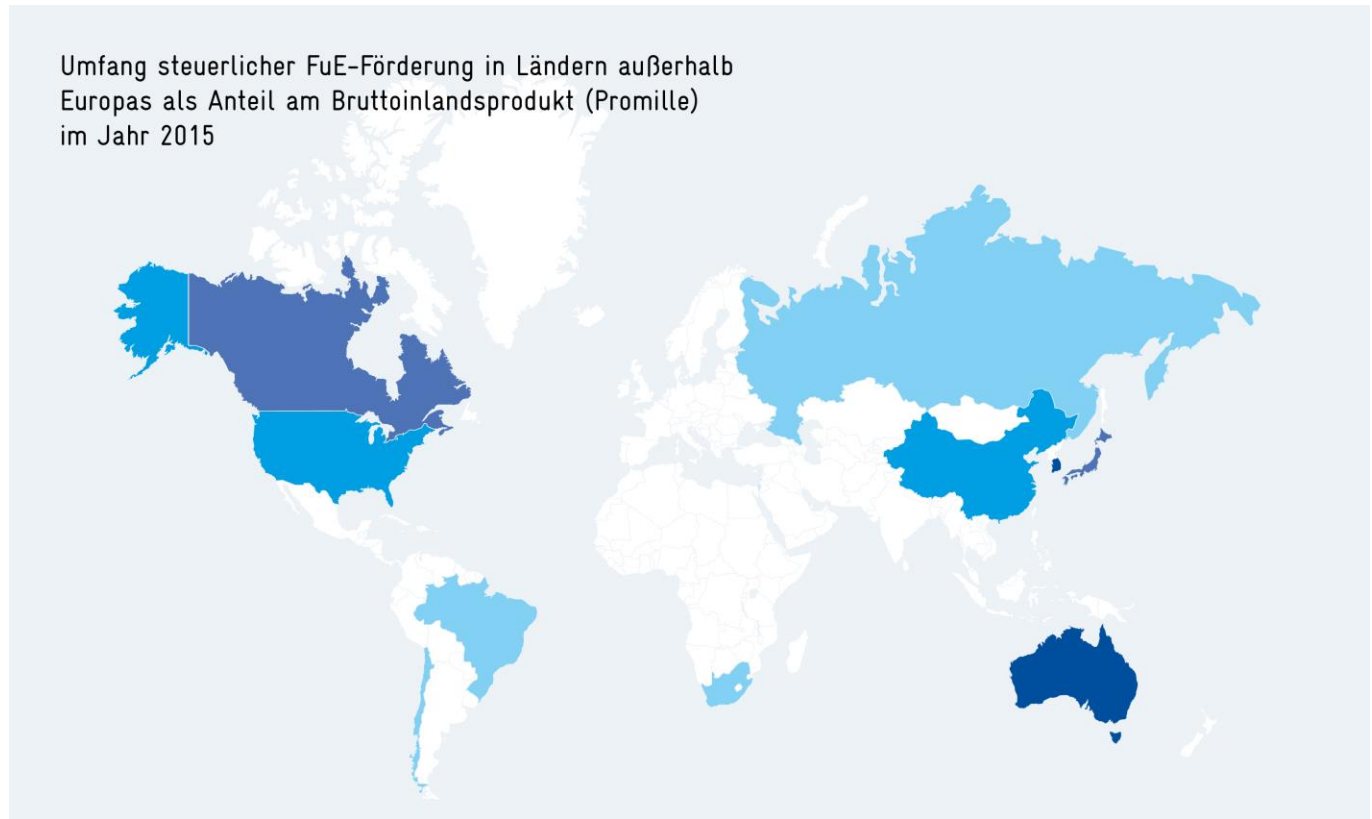 Umfang steuerlicher FuE-Förderung in Ländern außerhalb
Europas als Anteil am Bruttoinlandsprodukt (Promille)
im Jahr 2015